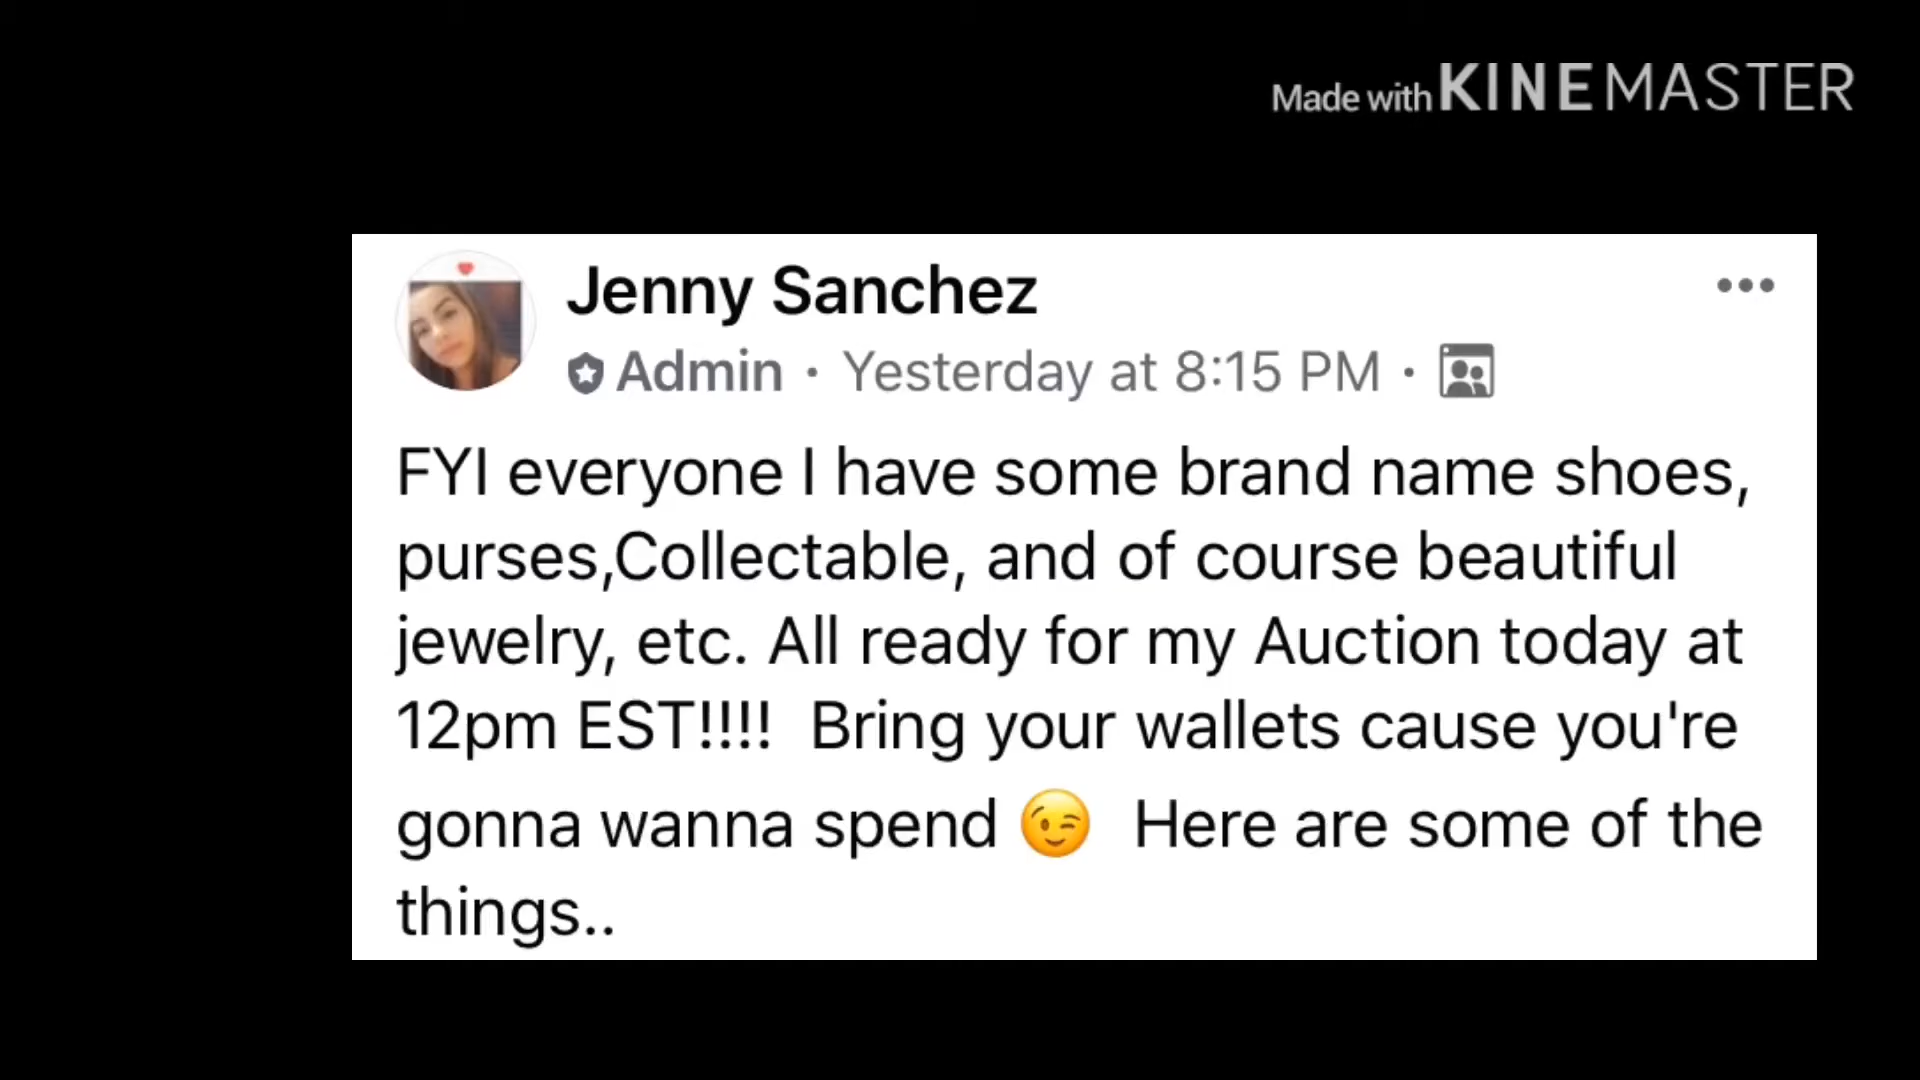 Made with KINEMASTER
Jenny Sanchez
Admin · Yesterday at 8:15 PM ·
FYI everyone I have some brand name shoes,
purses,Collectable, and of course beautiful
jewelry, etc. All ready for my Auction today at
12pm EST!!!!  Bring your wallets cause you're
gonna wanna spend 😉  Here are some of the
things..